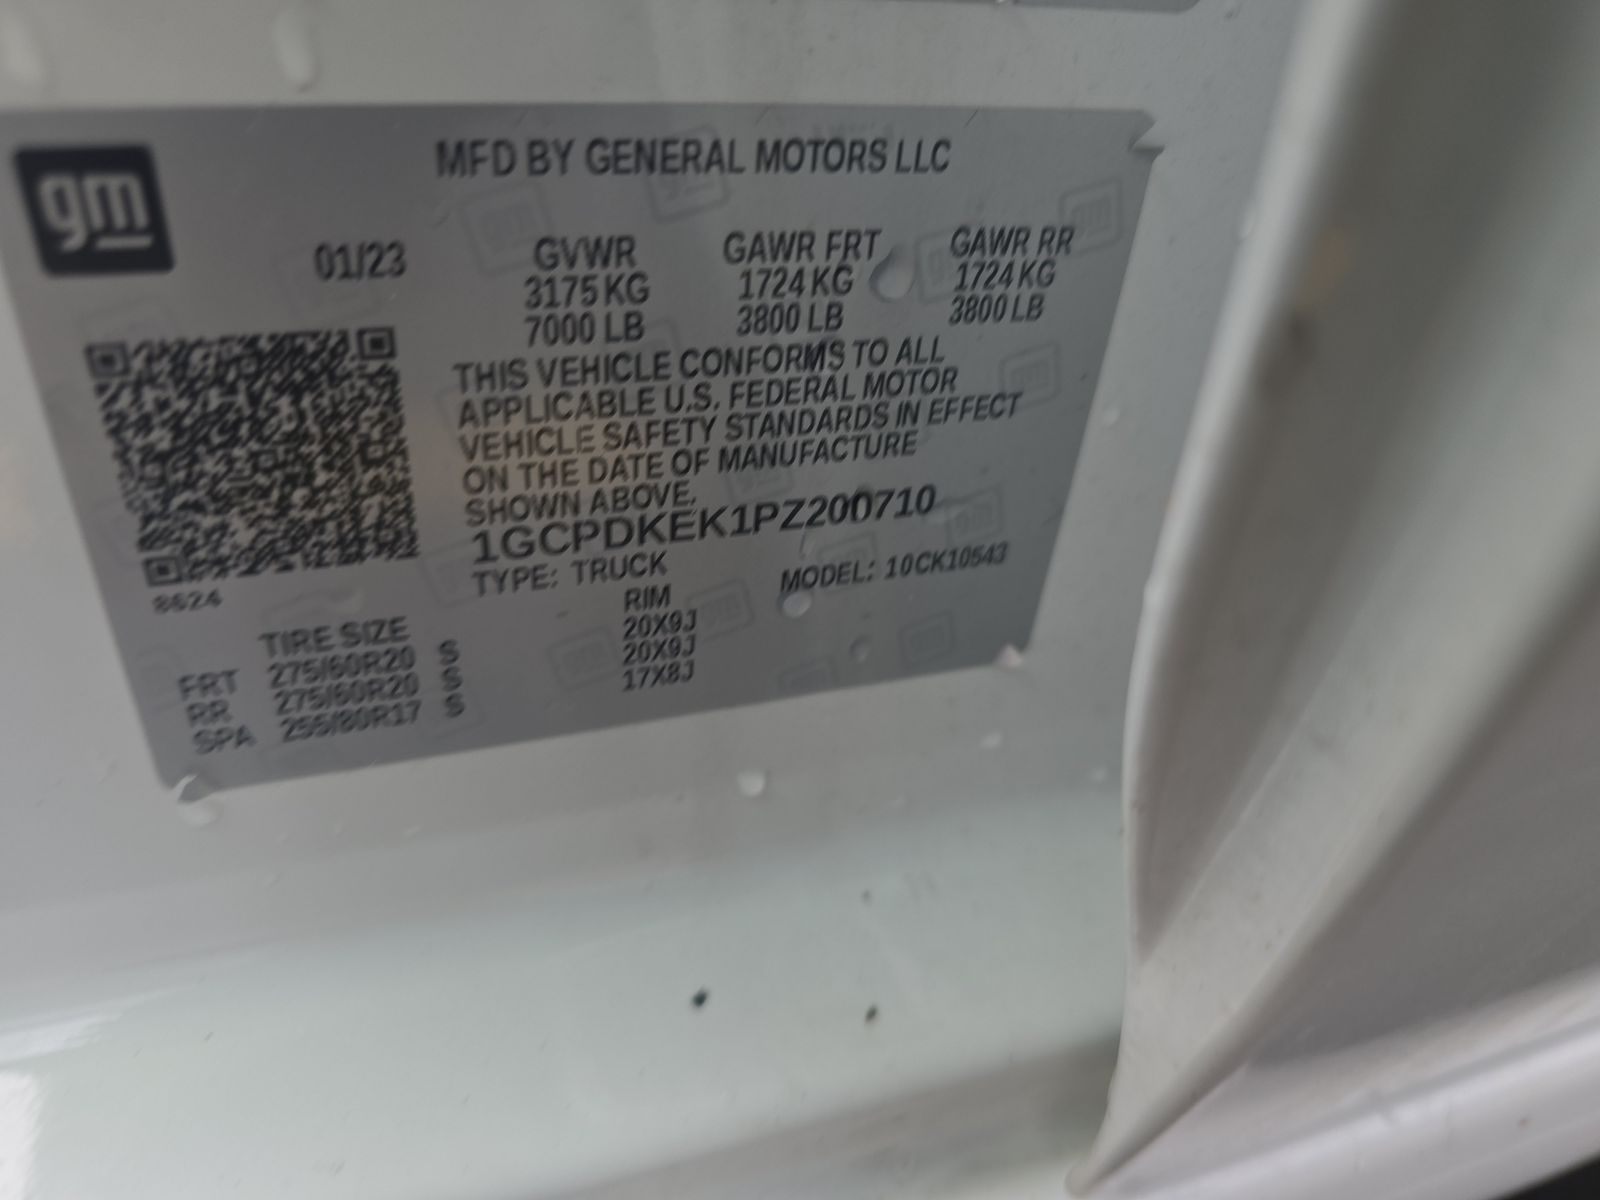 gm
MFD BY GENERAL MOTORS LLC
01/23 GVWR GAWR FRT GAWR RR
3175 KG 1724 KG 1724 KG
7000 LB 3800 LB 3800 LB
THIS VEHICLE CONFORMS TO ALL
APPLICABLE U.S. FEDERAL MOTOR
VEHICLE SAFETY STANDARDS IN EFFECT
ON THE DATE OF MANUFACTURE
SHOWN ABOVE.
1GCPDKEK1PZ200710
TYPE: TRUCK MODEL: 10CK10543
8624
TIRE SIZE RIM
FRT 275/60R20 S 20X9J
RR 275/60R20 S 20X9J
SPA 255/80R17 S 17X8J